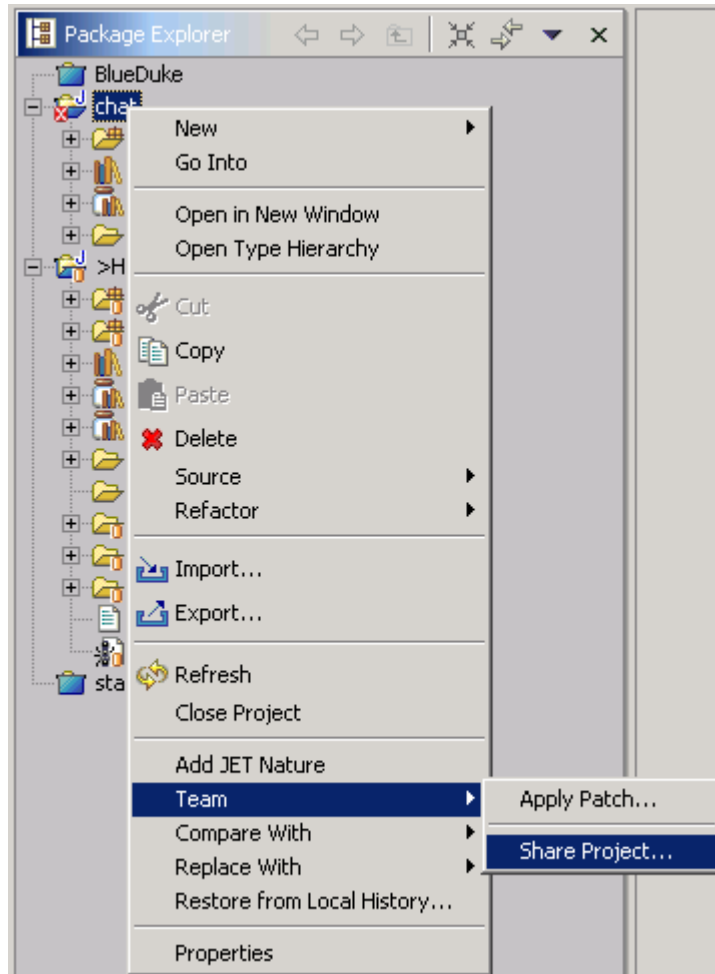 Package Explorer
BlueDuke
chat
>H
sta
New
Go Into
Open in New Window
Open Type Hierarchy
Cut
Copy
Paste
Delete
Source
Refactor
Import...
Export...
Refresh
Close Project
Add JET Nature
Team
Compare With
Replace With
Restore from Local History...
Properties
Apply Patch...
Share Project...